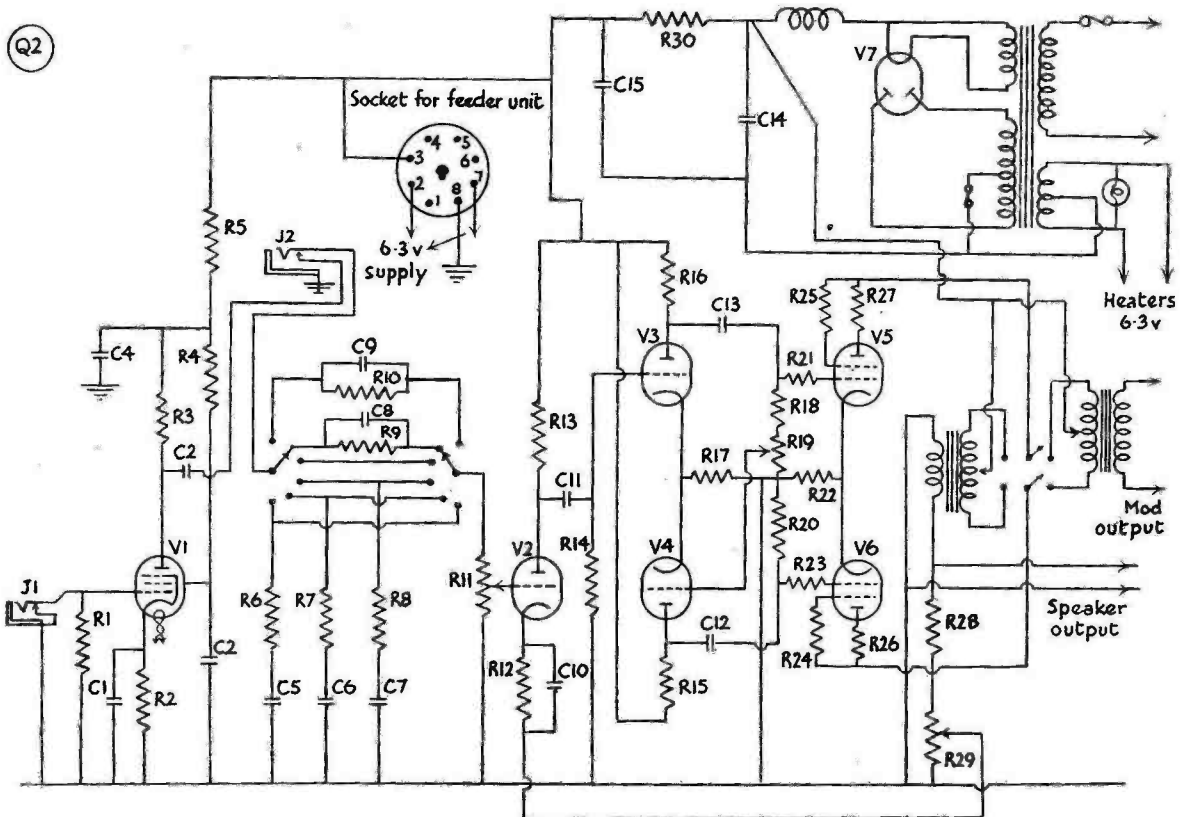 Q2
R30
V7
C15
C14
Socket for feeder unit
4
5
3
6
2
7
1
8
6·3v
supply
R5
J2
R16
C13
R25
R27
Heaters
6·3v
C4
R4
C9
R10
V3
V5
R21
R3
C8
R9
R18
R13
R19
C2
C11
R17
R22
R20
Mod
output
V1
R14
V2
V4
V6
R11
R23
J1
R6
R7
R8
Speaker
output
R1
C2
R28
C12
R24
R26
C1
R2
C5
C6
C7
R12
C10
R15
R29